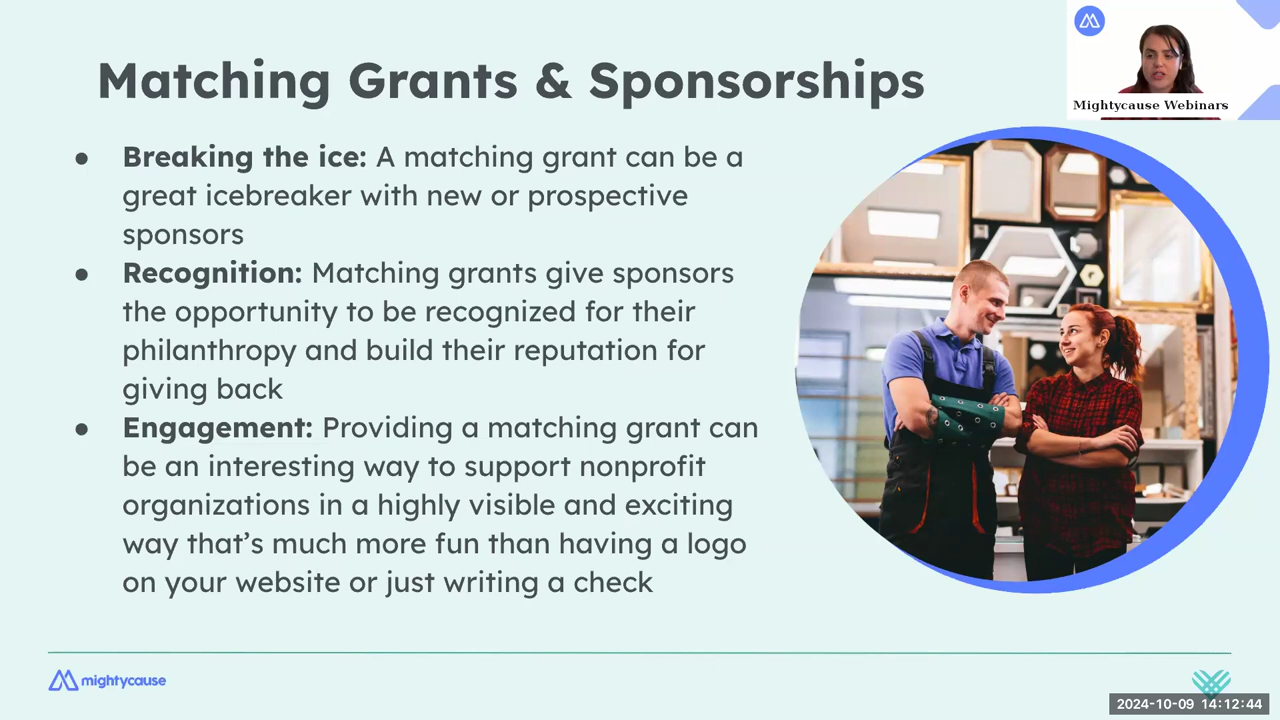 Matching Grants & Sponsorships
Mightycause Webinars
● Breaking the ice: A matching grant can be a
great icebreaker with new or prospective
sponsors
● Recognition: Matching grants give sponsors
the opportunity to be recognized for their
philanthropy and build their reputation for
giving back
● Engagement: Providing a matching grant can
be an interesting way to support nonprofit
organizations in a highly visible and exciting
way that’s much more fun than having a logo
on your website or just writing a check
mightycause
2024-10-09 14:12:44